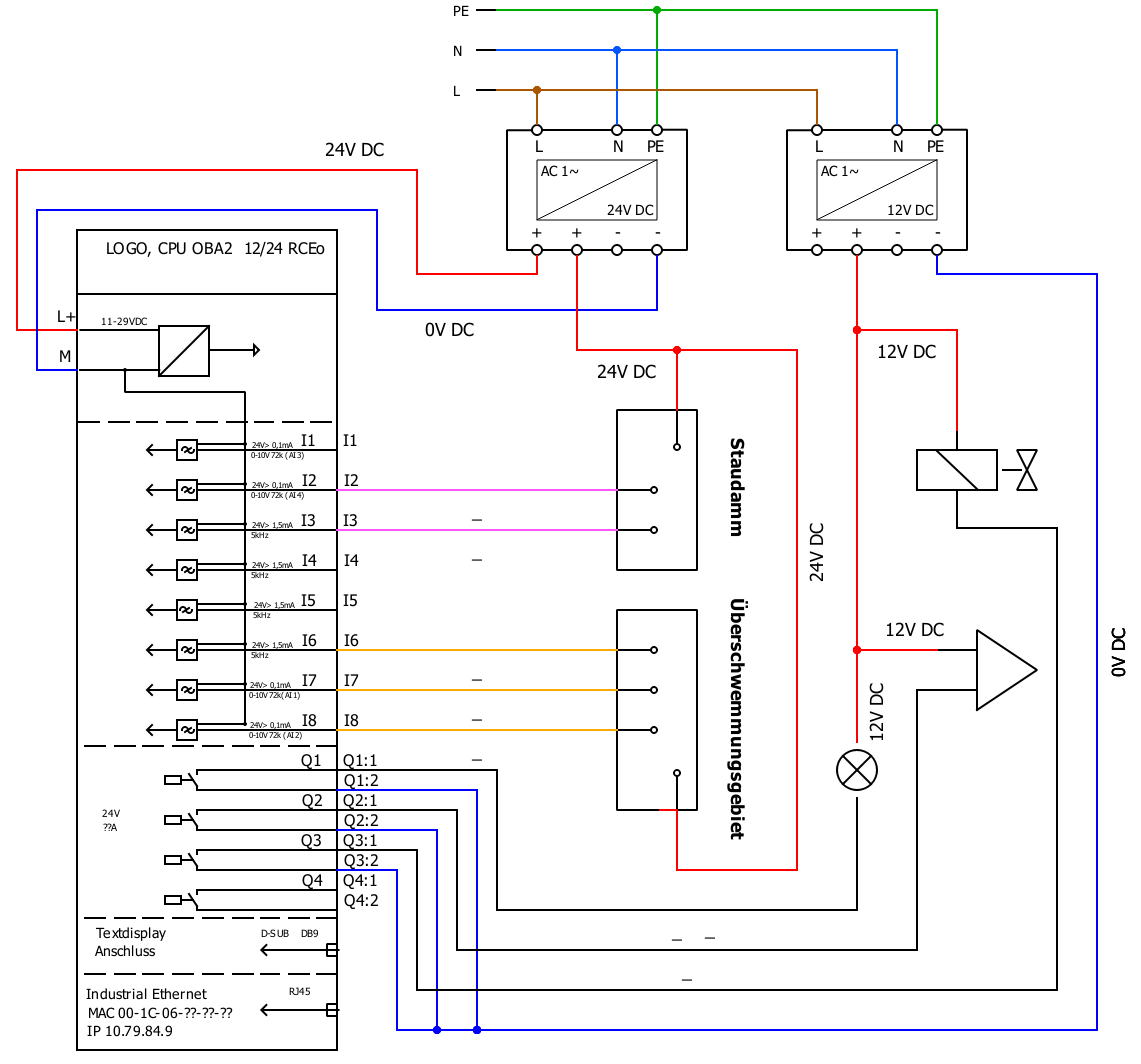 PE
N
L
L N PE
AC 1~
24V DC
+ + - -
L N PE
AC 1~
12V DC
+ + - -
24V DC
0V DC
24V DC
12V DC
LOGO, CPU OBA2 12/24 RCEo
L+
11-29VDC
M
24V> 0,1mA I1 I1
0-10V 72k (AI3)
24V> 0,1mA I2 I2
0-10V 72k (AI4)
24V> 1,5mA I3 I3
5kHz
24V> 1,5mA I4 I4
5kHz
24V> 1,5mA I5 I5
5kHz
24V> 1,5mA I6 I6
5kHz
24V> 0,1mA I7 I7
0-10V 72k (AI1)
24V> 0,1mA I8 I8
0-10V 72k (AI2)
Staudamm
Überschwemmungsgebiet
24V DC
12V DC
12V DC
0V DC
Q1 Q1:1
Q1:2
Q2 Q2:1
Q2:2
Q3 Q3:1
Q3:2
Q4 Q4:1
Q4:2
24V
??A
Textdisplay
Anschluss
D-SUB DB9
Industrial Ethernet
MAC 00-1C-06-??-??-??
IP 10.79.84.9
RJ45